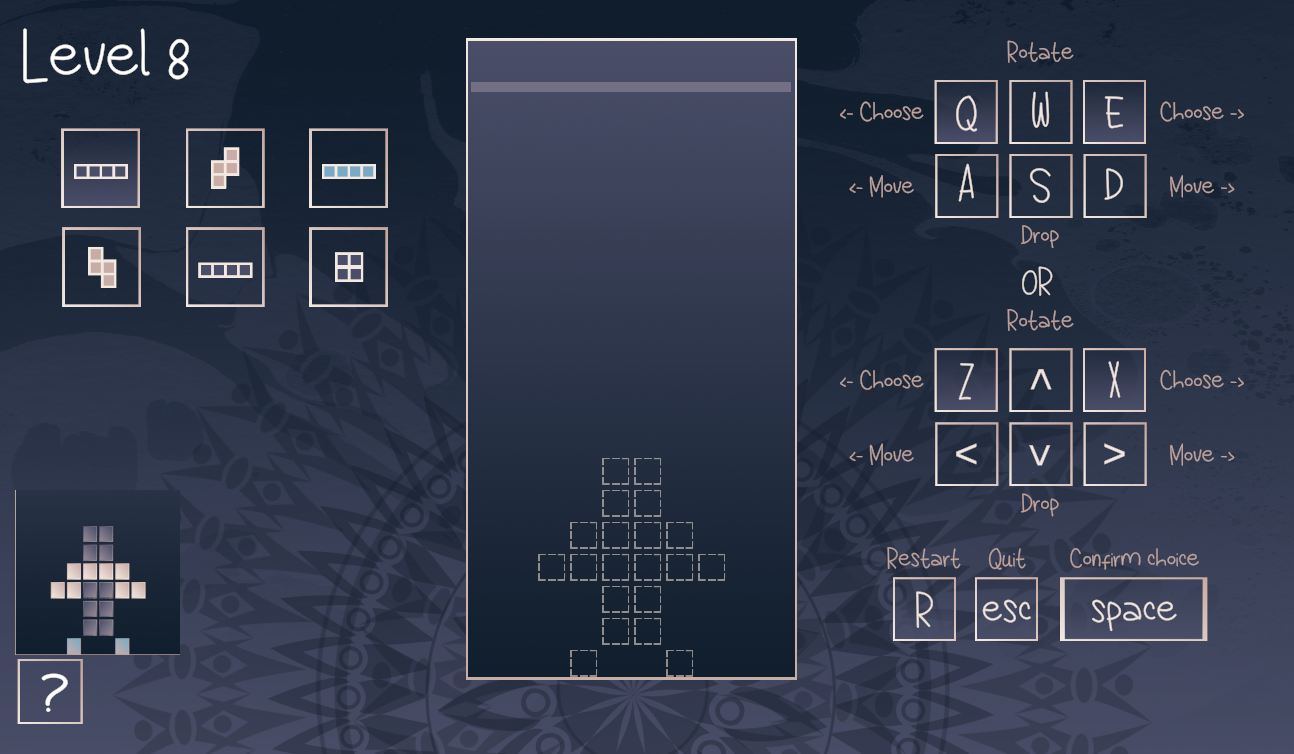 Level 8
Rotate
<- Choose Q W E Choose ->
<- Move A S D Move ->
Drop
OR
Rotate
<- Choose Z ^ X Choose ->
<- Move < v > Move ->
Drop
Restart Quit Confirm choice
R esc space
?